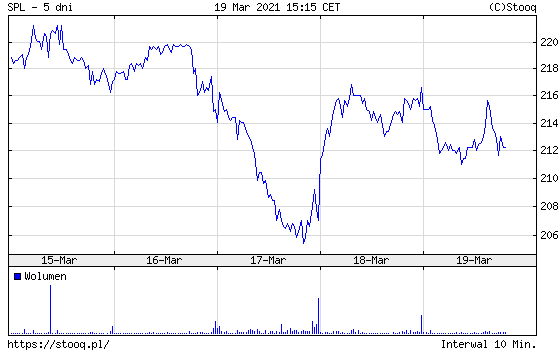 SPL - 5 dni 19 Mar 2021 15:15 CET (C)Stooq
220
218
216
214
212
210
208
206
15-Mar 16-Mar 17-Mar 18-Mar 19-Mar
Wolumen
https://stooq.pl/ Interwal 10 Min.